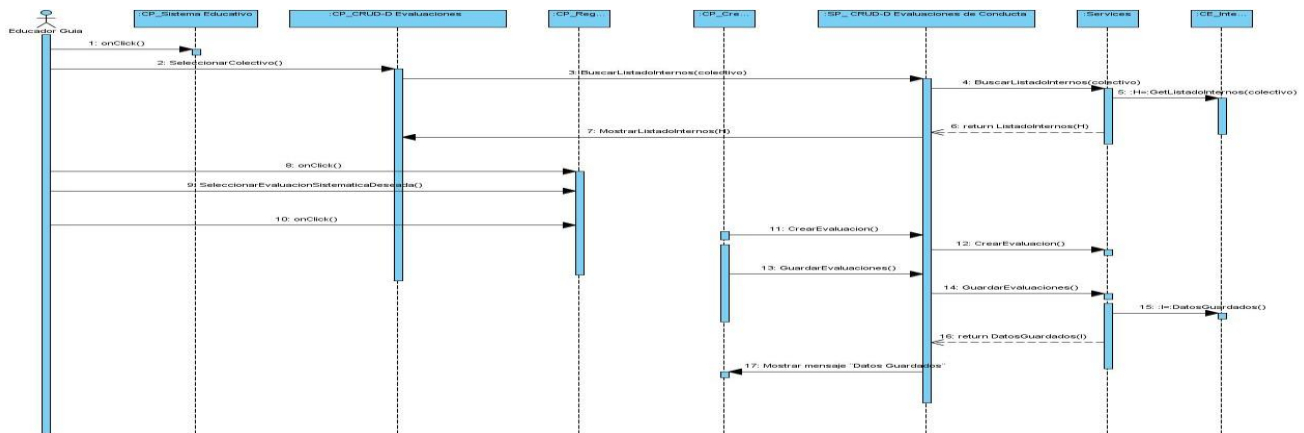 :CP_Sistema Educativo
:CP_CRUD-D Evaluaciones
:CP_Reg...
:CP_Cre...
:SP_ CRUD-D Evaluaciones de Conducta
:Services
:CE_Inte...
Educador Guia
1: onClick()
2: SeleccionarColectivo()
3: BuscarListadoInternos(colectivo)
4: BuscarListadoInternos(colectivo)
5: :H=:GetListadoInternos(colectivo)
6: return ListadoInternos(H)
7: MostrarListadoInternos(H)
8: onClick()
9: SeleccionarEvaluacionSistematicaDeseada()
10: onClick()
11: CrearEvaluacion()
12: CrearEvaluacion()
13: GuardarEvaluaciones()
14: GuardarEvaluaciones()
15: :I=:DatosGuardados()
16: return DatosGuardados(I)
17: Mostrar mensaje "Datos Guardados"